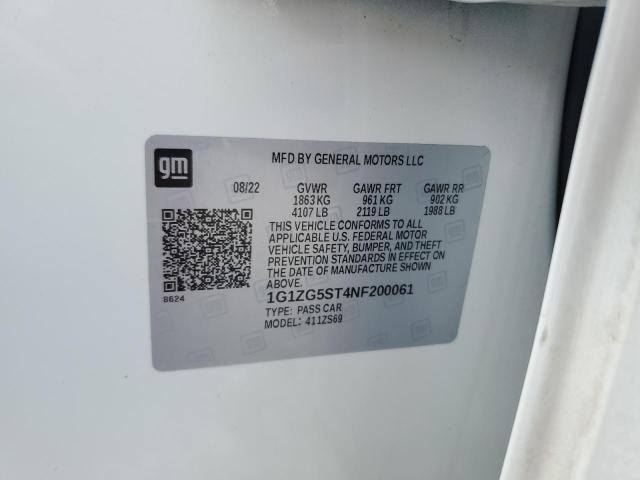 gm
MFD BY GENERAL MOTORS LLC
08/22 GVWR GAWR FRT GAWR RR
1863 KG 961 KG 902 KG
4107 LB 2119 LB 1988 LB
THIS VEHICLE CONFORMS TO ALL
APPLICABLE U.S. FEDERAL MOTOR
VEHICLE SAFETY, BUMPER, AND THEFT
PREVENTION STANDARDS IN EFFECT ON
THE DATE OF MANUFACTURE SHOWN
ABOVE.
8624
1G1ZG5ST4NF200061
TYPE: PASS CAR
MODEL: 411ZS69